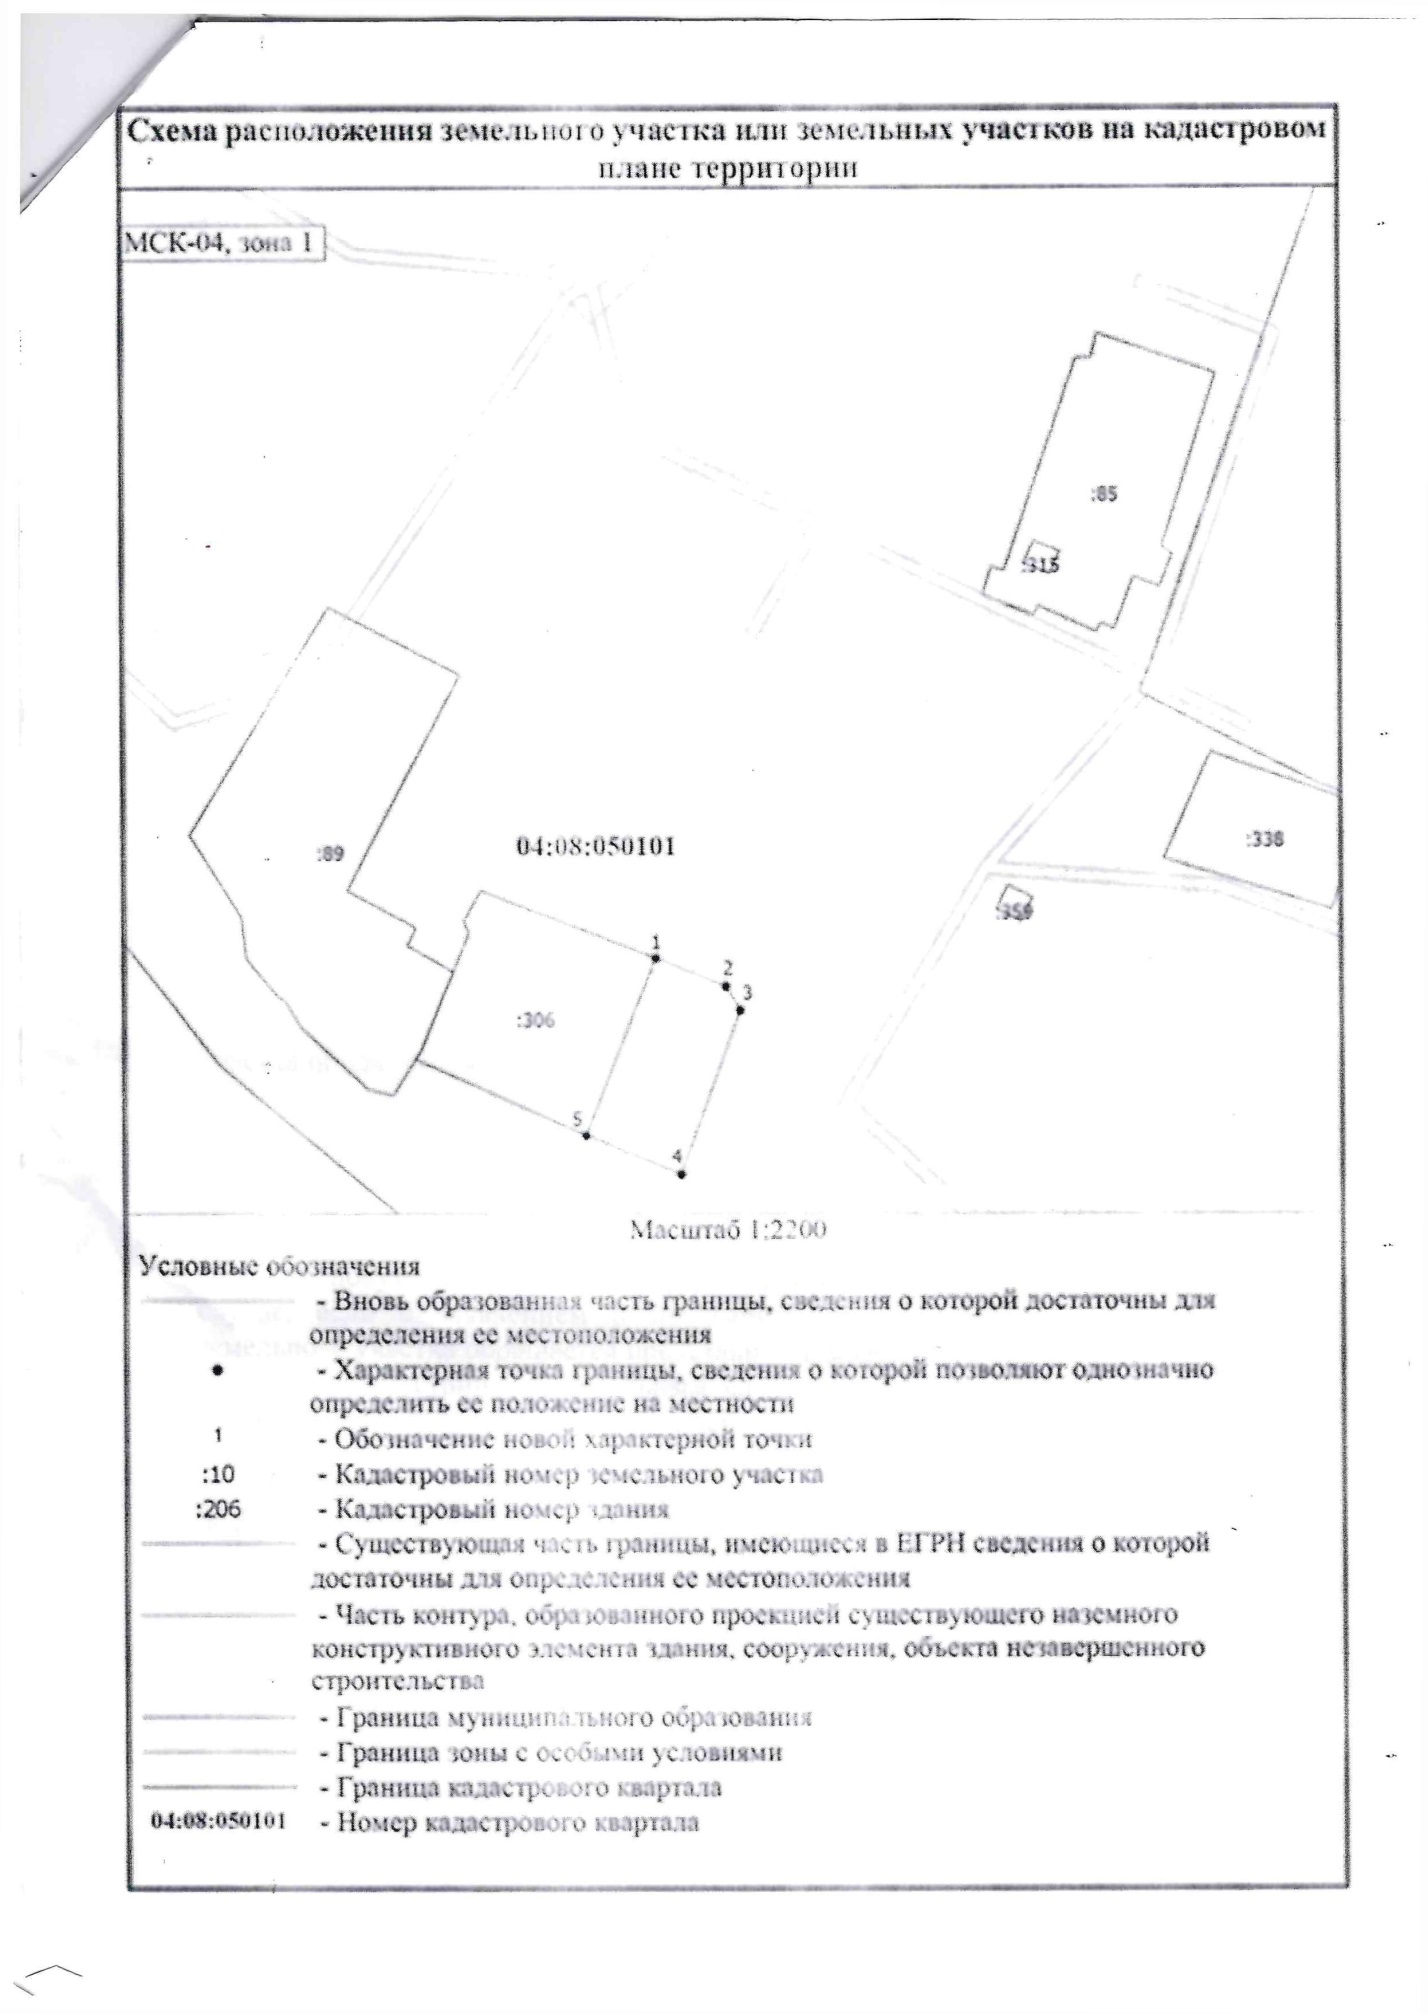 Схема расположения земельного участка или земельных участков на кадастровом
плане территории
МСК-04, зона 1
:85
:315
:338
:89
04:08:050101
:359
1
2
3
:306
5
4
Масштаб 1:2200
Условные обозначения
- Вновь образованная часть границы, сведения о которой достаточны для
определения ее местоположения
- Характерная точка границы, сведения о которой позволяют однозначно
определить ее положение на местности
1 - Обозначение новой характерной точки
:10 - Кадастровый номер земельного участка
:206 - Кадастровый номер здания
- Существующая часть границы, имеющиеся в ЕГРН сведения о которой
достаточны для определения ее местоположения
- Часть контура, образованного проекцией существующего наземного
конструктивного элемента здания, сооружения, объекта незавершенного
строительства
- Граница муниципального образования
- Граница зоны с особыми условиями
- Граница кадастрового квартала
04:08:050101 - Номер кадастрового квартала